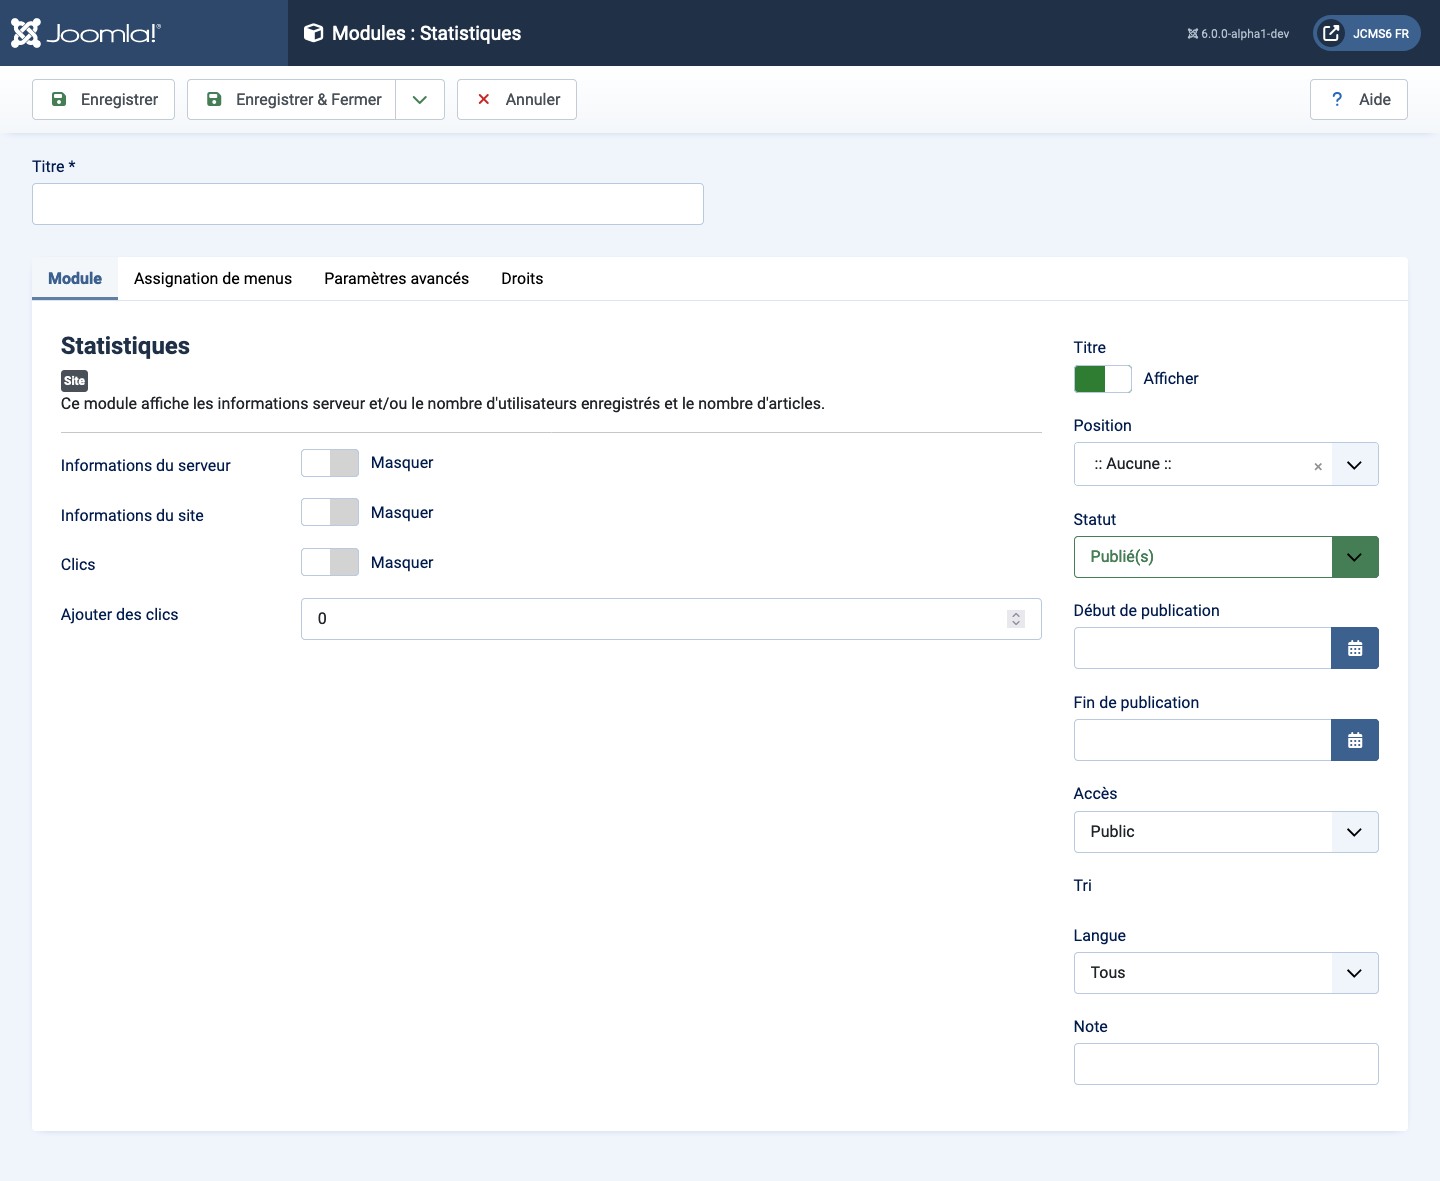 Joomla!®
Modules : Statistiques
6.0.0-alpha1-dev
JCMS6 FR
Enregistrer
Enregistrer & Fermer
Annuler
? Aide
Titre *
Module
Assignation de menus
Paramètres avancés
Droits
Statistiques
Site
Ce module affiche les informations serveur et/ou le nombre d'utilisateurs enregistrés et le nombre d'articles.
Informations du serveur
Masquer
Informations du site
Masquer
Clics
Masquer
Ajouter des clics
0
Titre
Afficher
Position
:: Aucune ::
×
Statut
Publié(s)
Début de publication
Fin de publication
Accès
Public
Tri
Langue
Tous
Note